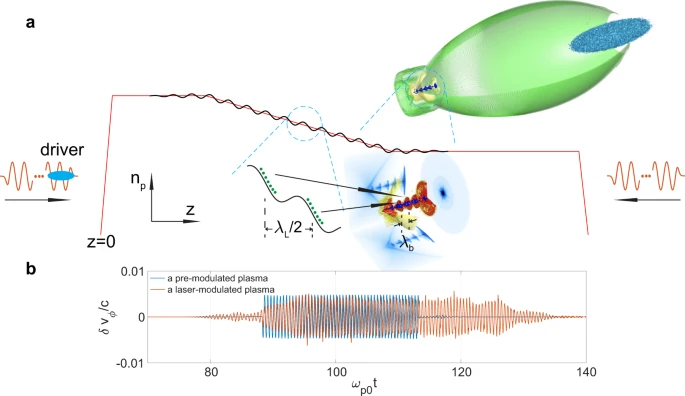 a
driver
n_p
z
z=0
λ_L/2
λ_b
b
0.01
a pre-modulated plasma
a laser-modulated plasma
δ v_ϕ/c
0
-0.01
80
100
120
140
ω_p0 t